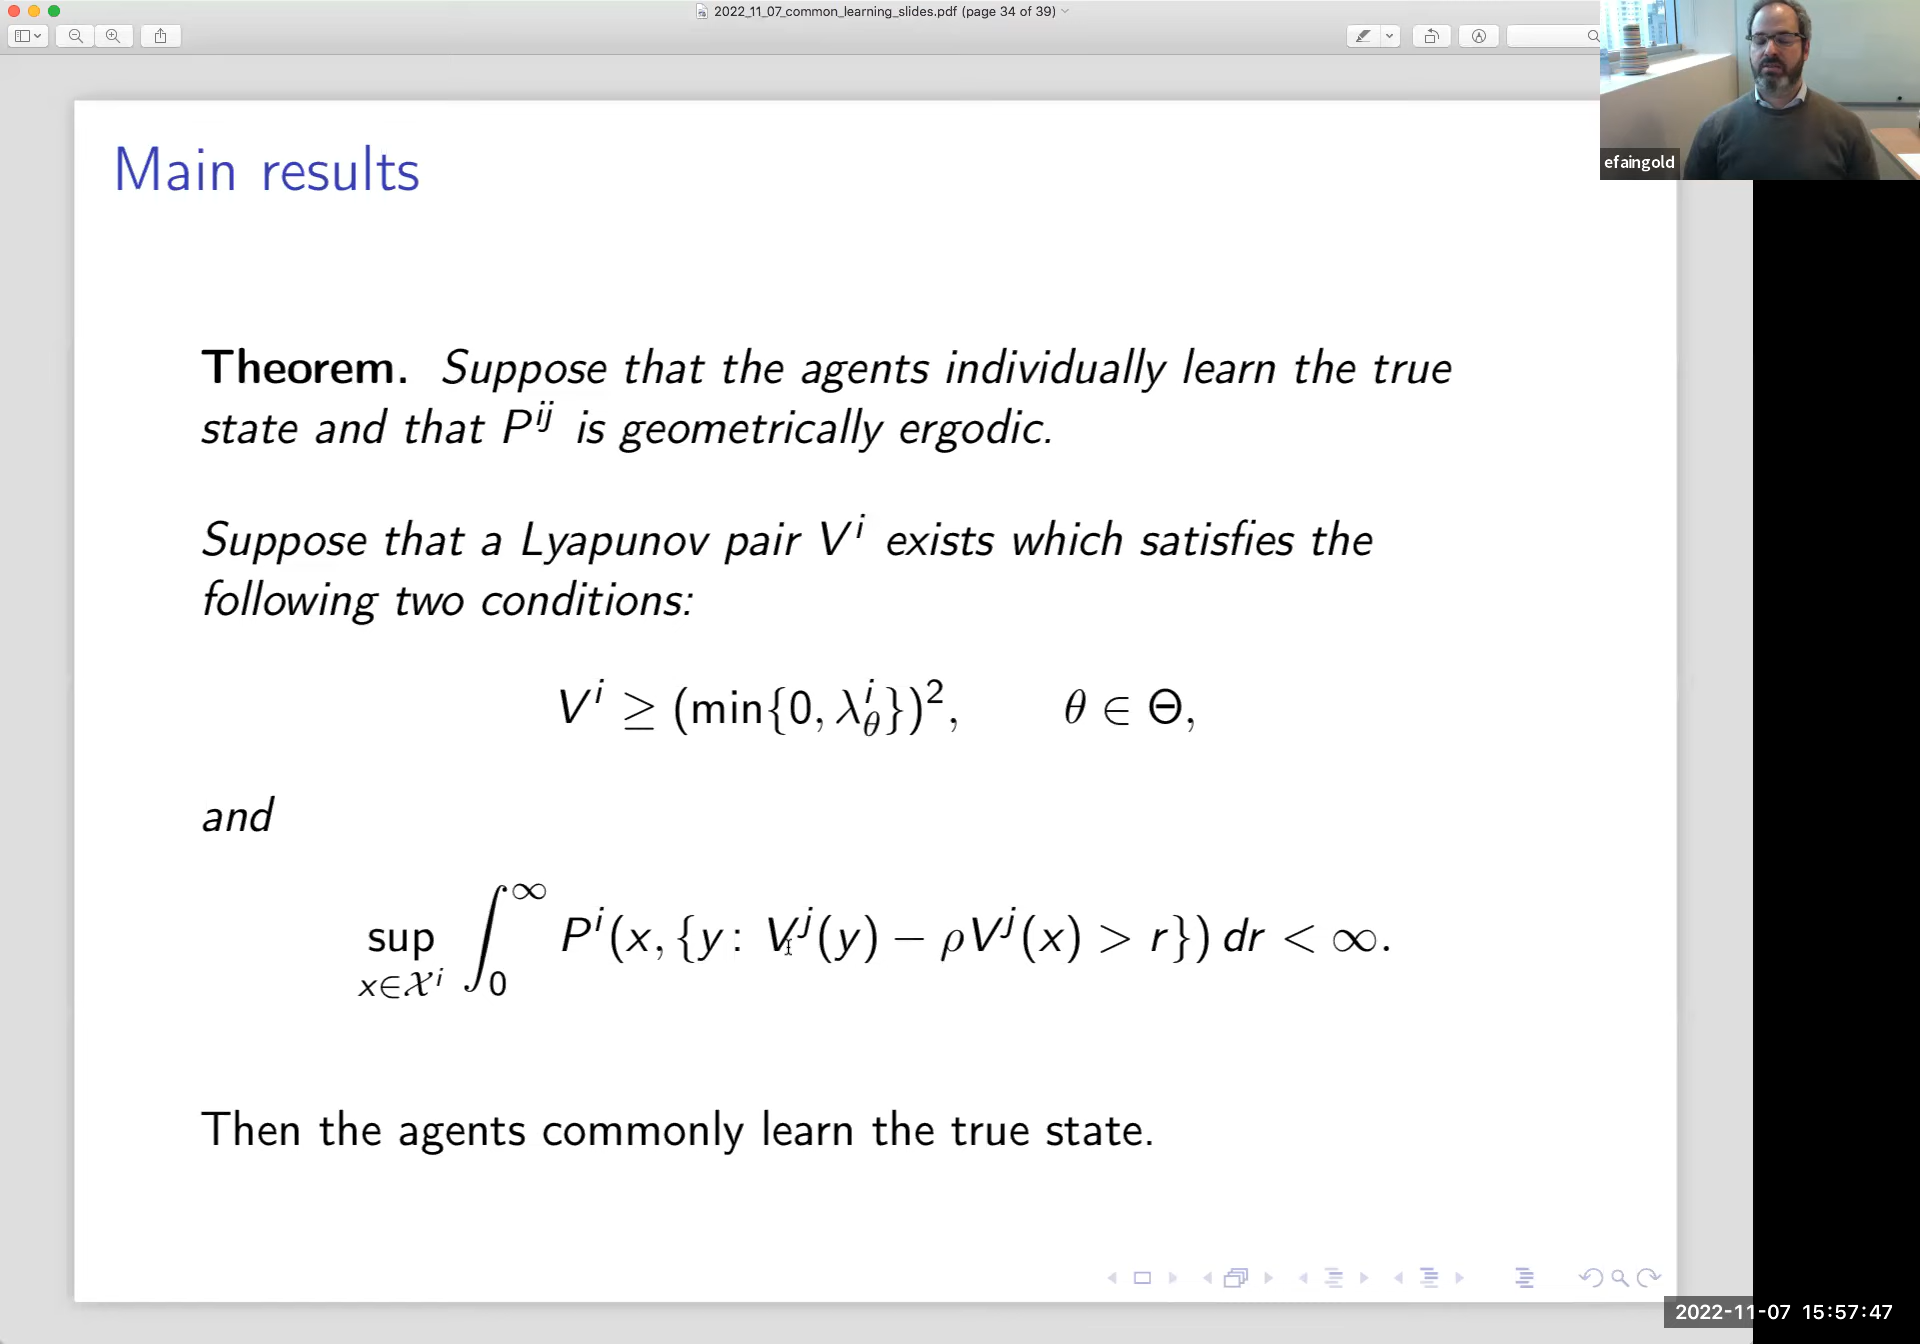 2022_11_07_common_learning_slides.pdf (page 34 of 39)
efaingold
Main results
Theorem. Suppose that the agents individually learn the true
state and that P^{ij} is geometrically ergodic.
Suppose that a Lyapunov pair V^i exists which satisfies the
following two conditions:
V^i ≥ (min{0, λ^i_θ})², θ ∈ Θ,
and
sup_{x∈𝒳^i} ∫_0^∞ P^i(x, {y : V^j(y) − ρV^j(x) > r}) dr < ∞.
Then the agents commonly learn the true state.
2022-11-07 15:57:47